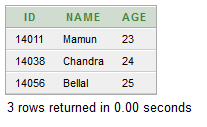 ID NAME AGE
14011 Mamun 23
14038 Chandra 24
14056 Bellal 25
3 rows returned in 0.00 seconds